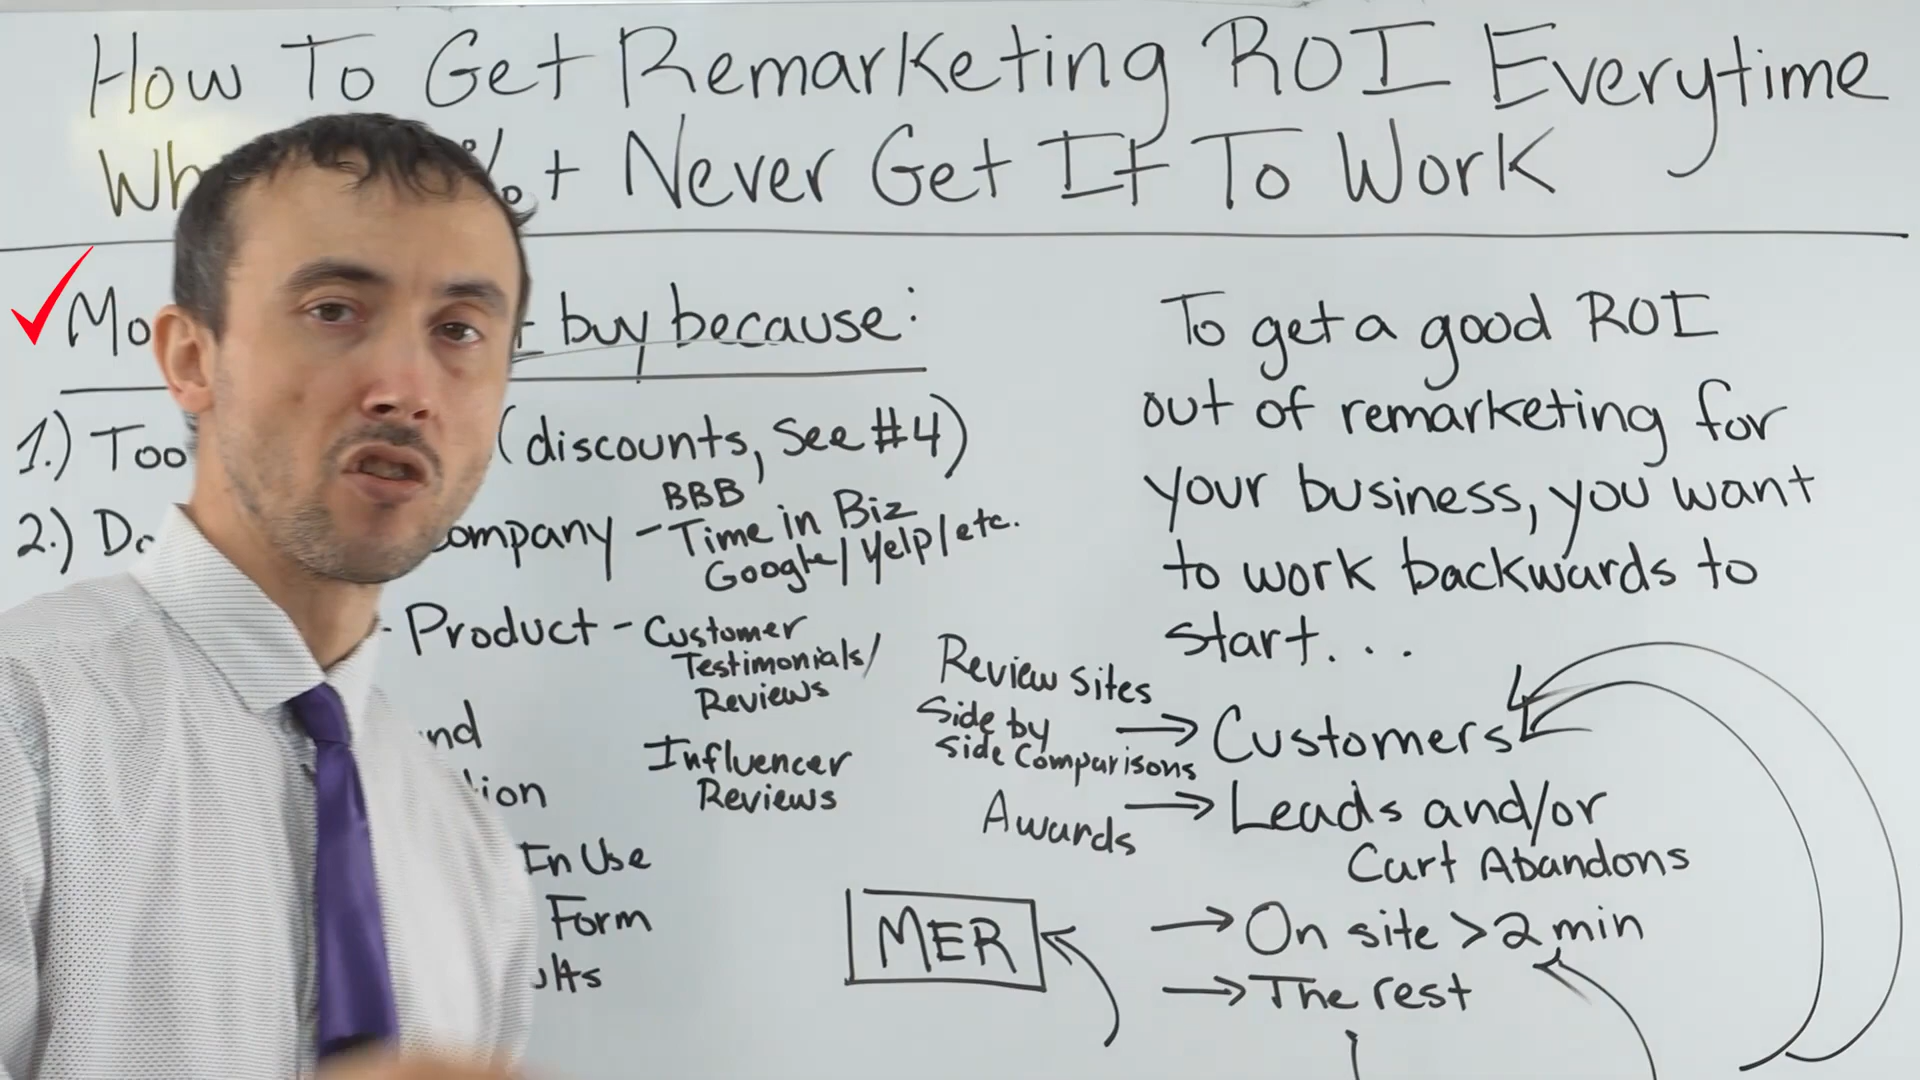 How To Get Remarketing ROI Everytime
Wh % + Never Get It To Work
Mo buy because:
1.) Too (discounts, See #4)
2.) Do ompany - BBB
Time in Biz
Google/Yelp/etc.
- Product - Customer
Testimonials/
Reviews
Influencer
Reviews
nd
ion
In Use
Form
ults
To get a good ROI
out of remarketing for
your business, you want
to work backwards to
start...
Review Sites
Side by
Side Comparisons
Awards
→ Customers
→ Leads and/or
Cart Abandons
→ On site > 2 min
→ The rest
MER